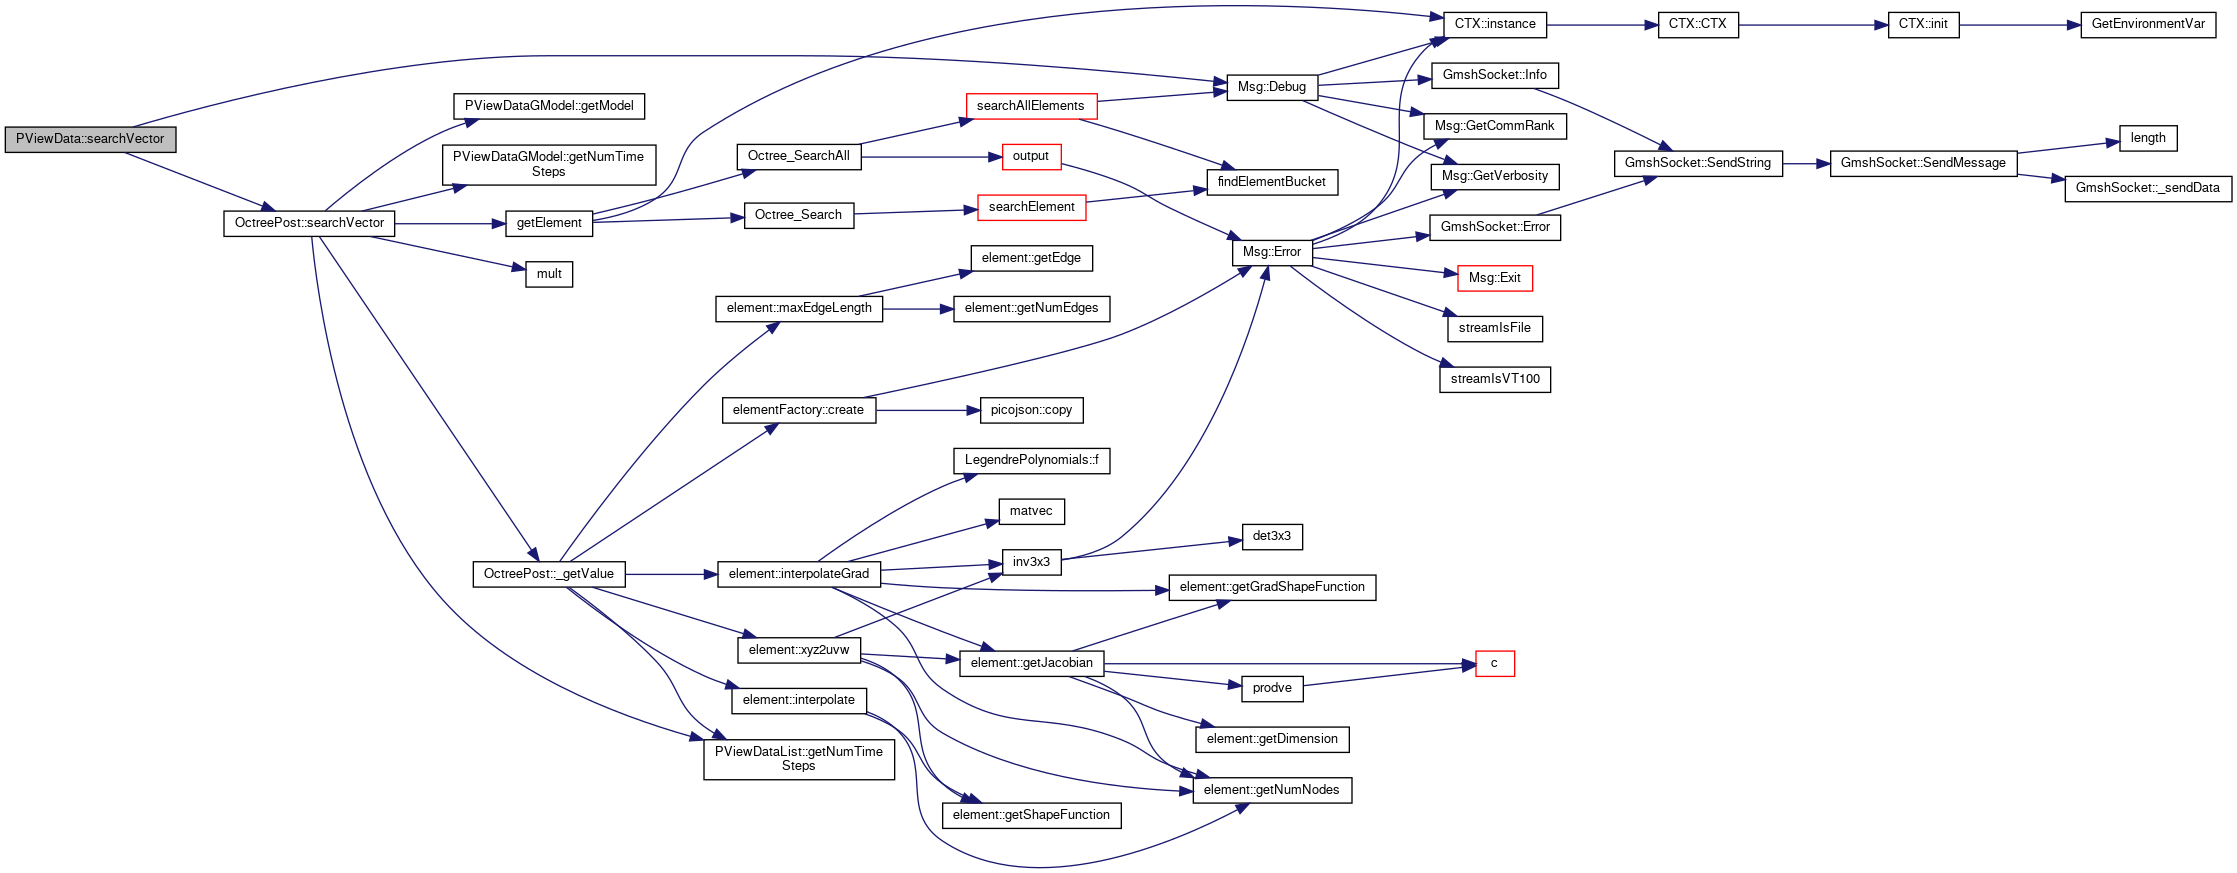 PViewData::searchVector
OctreePost::searchVector
PViewDataGModel::getModel
PViewDataGModel::getNumTime
Steps
getElement
mult
OctreePost::_getValue
Octree_SearchAll
Octree_Search
element::maxEdgeLength
elementFactory::create
element::interpolateGrad
element::xyz2uvw
element::interpolate
PViewDataList::getNumTime
Steps
searchAllElements
output
searchElement
element::getEdge
element::getNumEdges
picojson::copy
LegendrePolynomials::f
matvec
inv3x3
element::getJacobian
element::getShapeFunction
Msg::Debug
findElementBucket
Msg::Error
det3x3
element::getGradShapeFunction
prodve
element::getDimension
element::getNumNodes
CTX::instance
GmshSocket::Info
Msg::GetCommRank
Msg::GetVerbosity
GmshSocket::Error
Msg::Exit
streamIsFile
streamIsVT100
c
CTX::CTX
GmshSocket::SendString
CTX::init
GmshSocket::SendMessage
GetEnvironmentVar
length
GmshSocket::_sendData